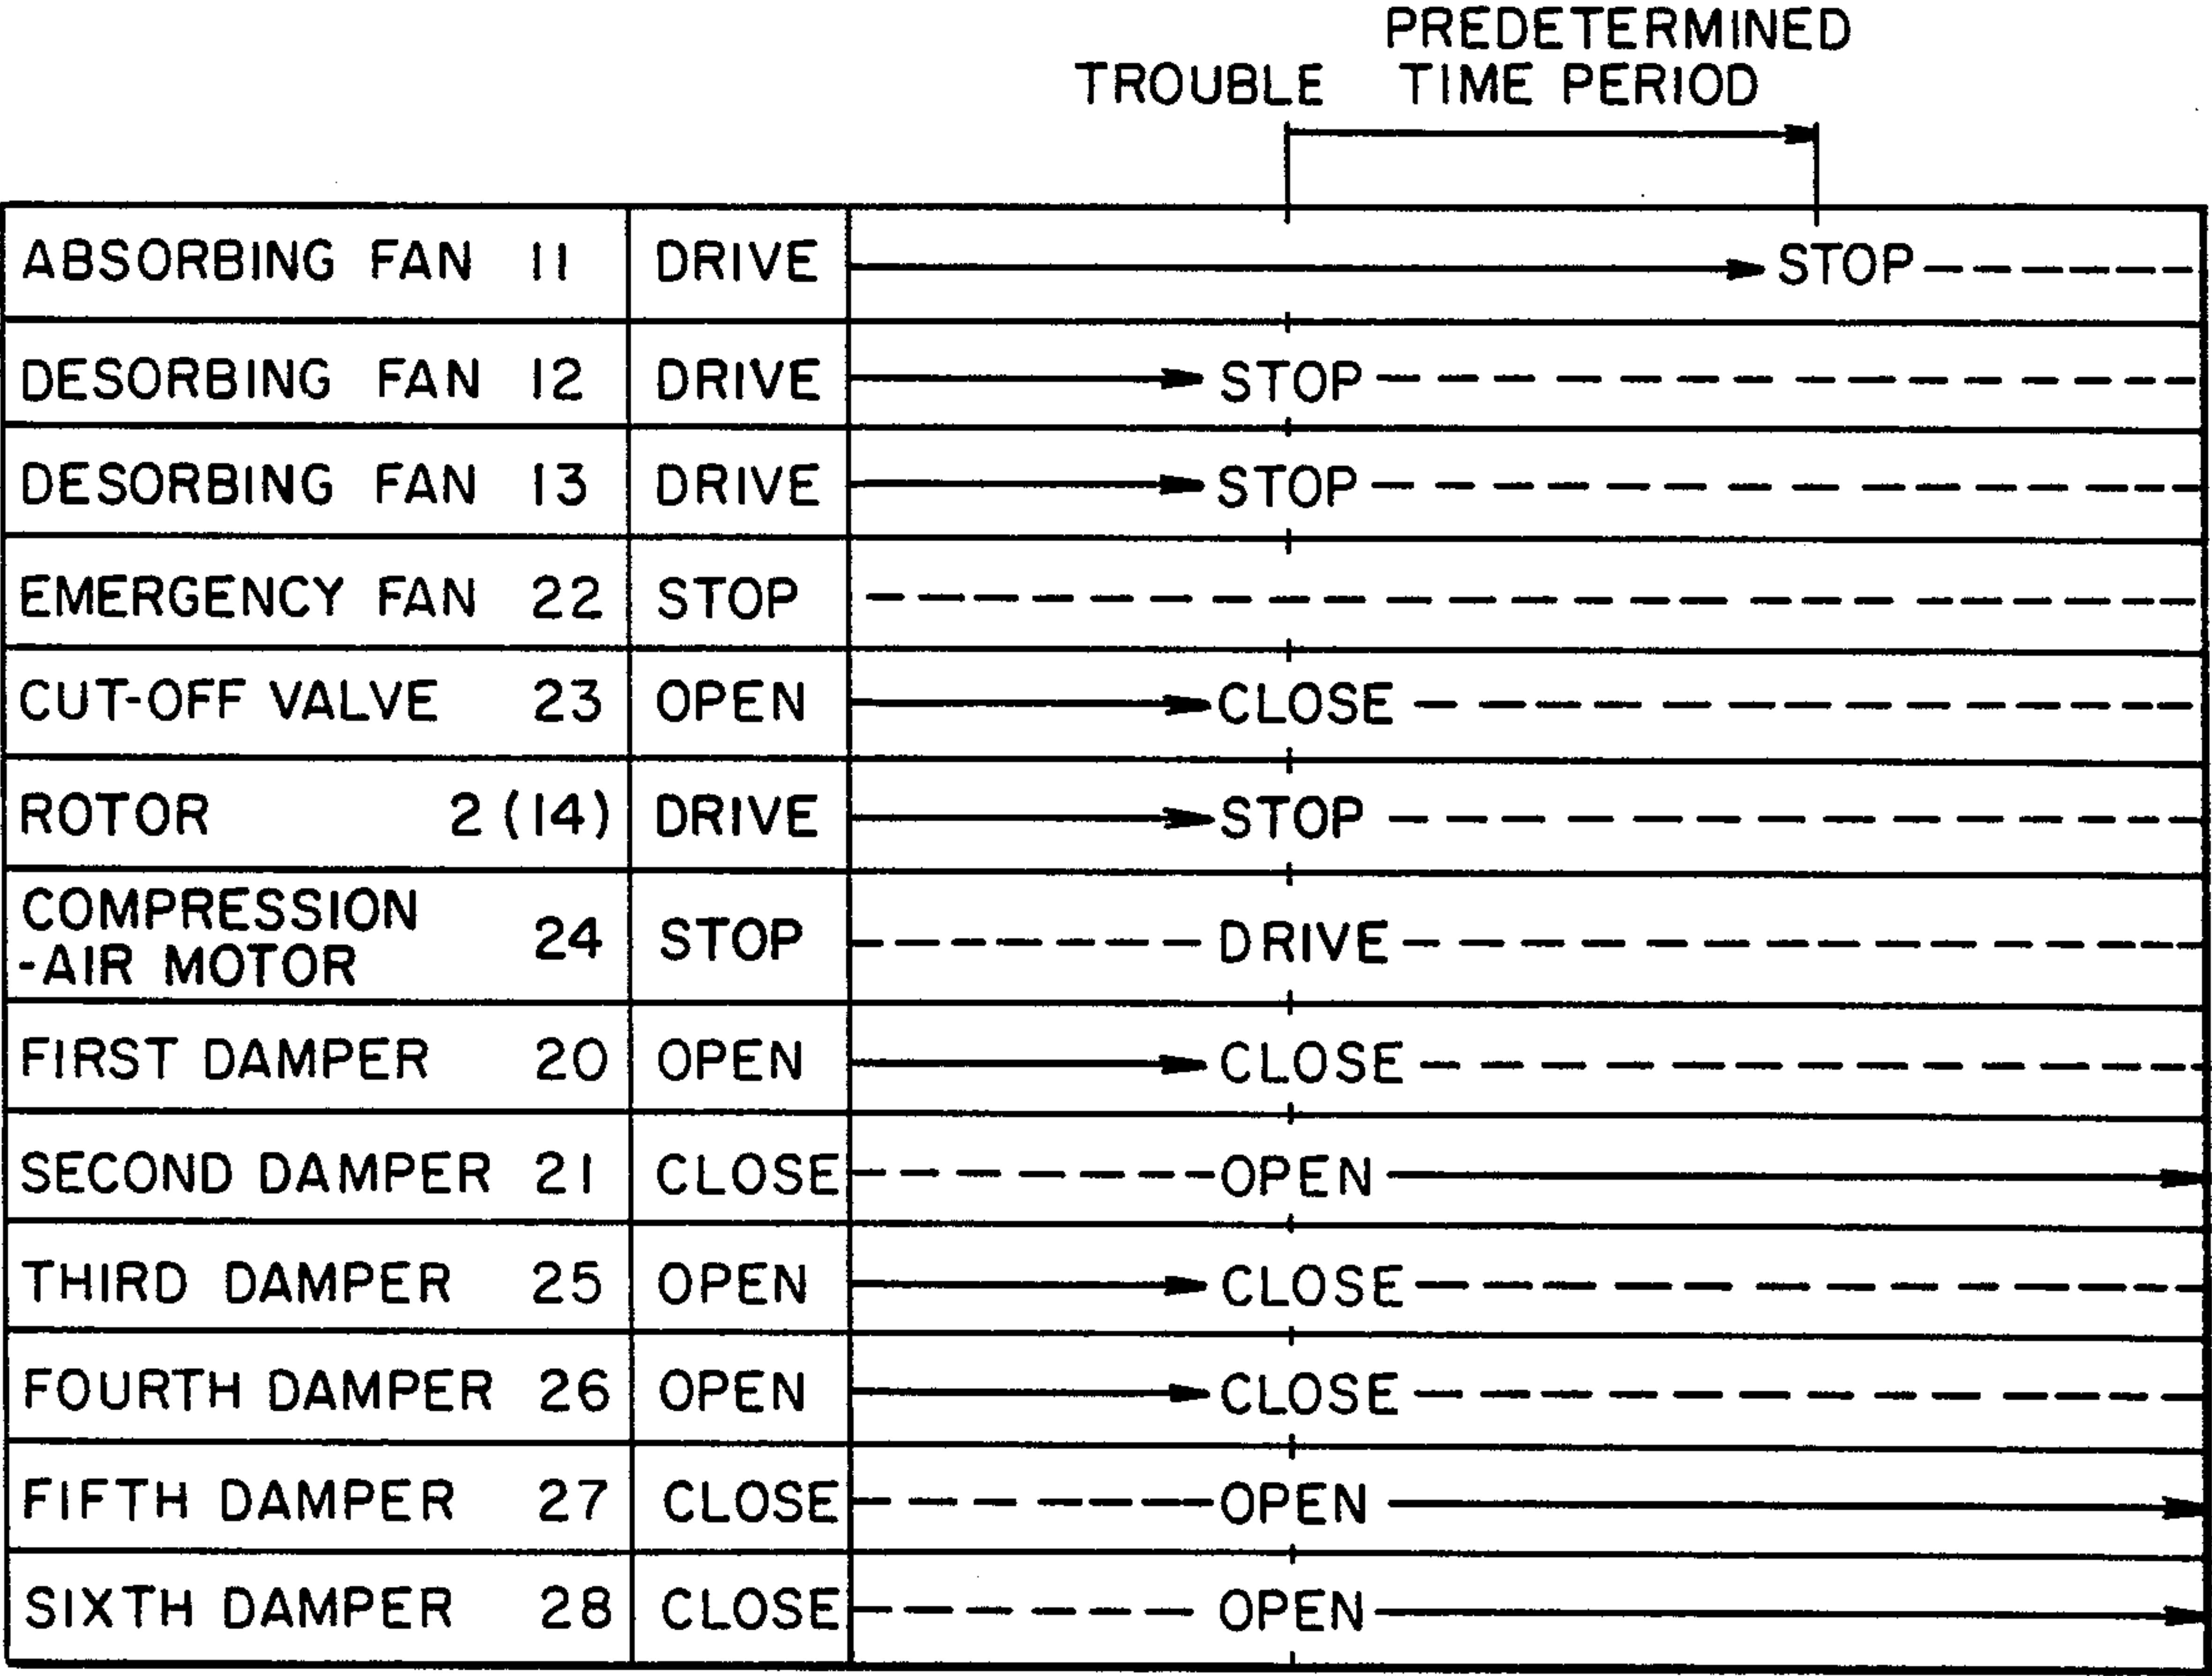 PREDETERMINED
TROUBLE TIME PERIOD
ABSORBING FAN 11 DRIVE STOP
DESORBING FAN 12 DRIVE STOP
DESORBING FAN 13 DRIVE STOP
EMERGENCY FAN 22 STOP
CUT-OFF VALVE 23 OPEN CLOSE
ROTOR 2 (14) DRIVE STOP
COMPRESSION
-AIR MOTOR 24 STOP DRIVE
FIRST DAMPER 20 OPEN CLOSE
SECOND DAMPER 21 CLOSE OPEN
THIRD DAMPER 25 OPEN CLOSE
FOURTH DAMPER 26 OPEN CLOSE
FIFTH DAMPER 27 CLOSE OPEN
SIXTH DAMPER 28 CLOSE OPEN